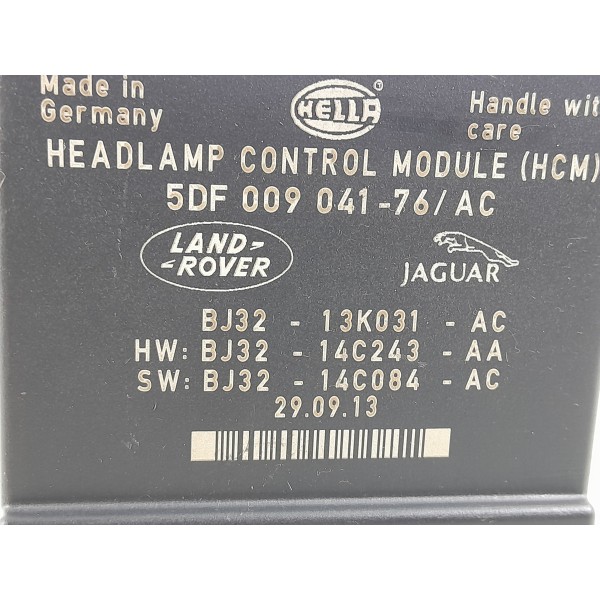 Made in
Germany
HELLA
®
Handle wit
care
HEADLAMP CONTROL MODULE (HCM)
5DF 009 041-76/AC
LAND-
-ROVER
JAGUAR
BJ32 - 13K031 - AC
HW: BJ32 - 14C243 - AA
SW: BJ32 - 14C084 - AC
29.09.13